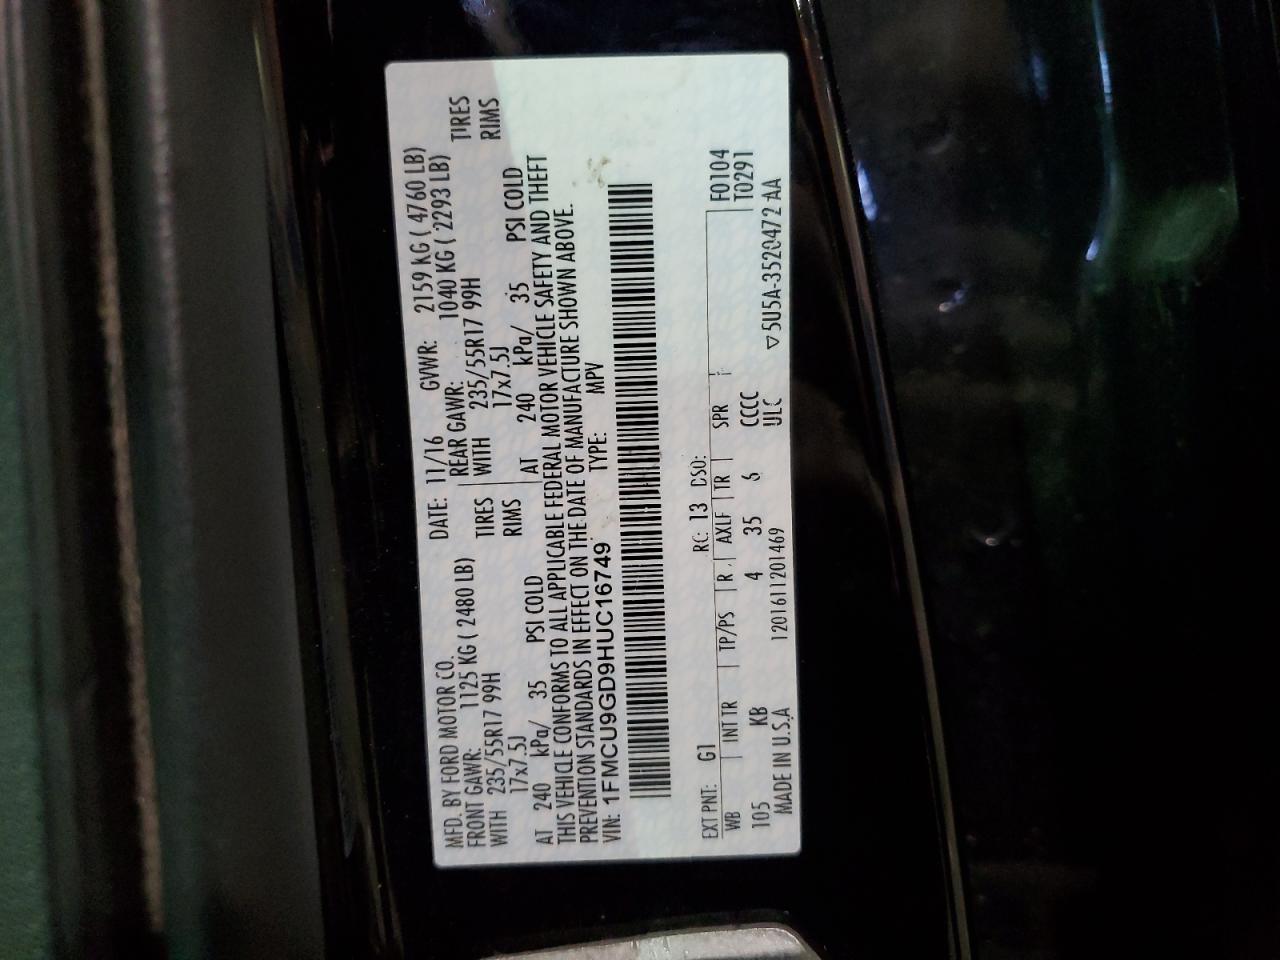 MFD. BY FORD MOTOR CO. DATE: 11/16 GVWR: 2159 KG ( 4760 LB)
FRONT GAWR: 1125 KG ( 2480 LB) REAR GAWR: 1040 KG ( 2293 LB)
WITH 235/55R17 99H TIRES WITH 235/55R17 99H TIRES
17x7.5J RIMS 17x7.5J RIMS
AT 240 kPa/ 35 PSI COLD AT 240 kPa/ 35 PSI COLD
THIS VEHICLE CONFORMS TO ALL APPLICABLE FEDERAL MOTOR VEHICLE SAFETY AND THEFT
PREVENTION STANDARDS IN EFFECT ON THE DATE OF MANUFACTURE SHOWN ABOVE.
VIN: 1FMCU9GD9HUC16749 TYPE: MPV
EXT PNT: G1 RC: 13 DSO: F0104
WB INT TR TP/PS R AXLE TR SPR T0291
105 KB 4 35 6 CCCC
MADE IN U.S.A 120161120​1469 ULC ▽5U5A-3520472 AA